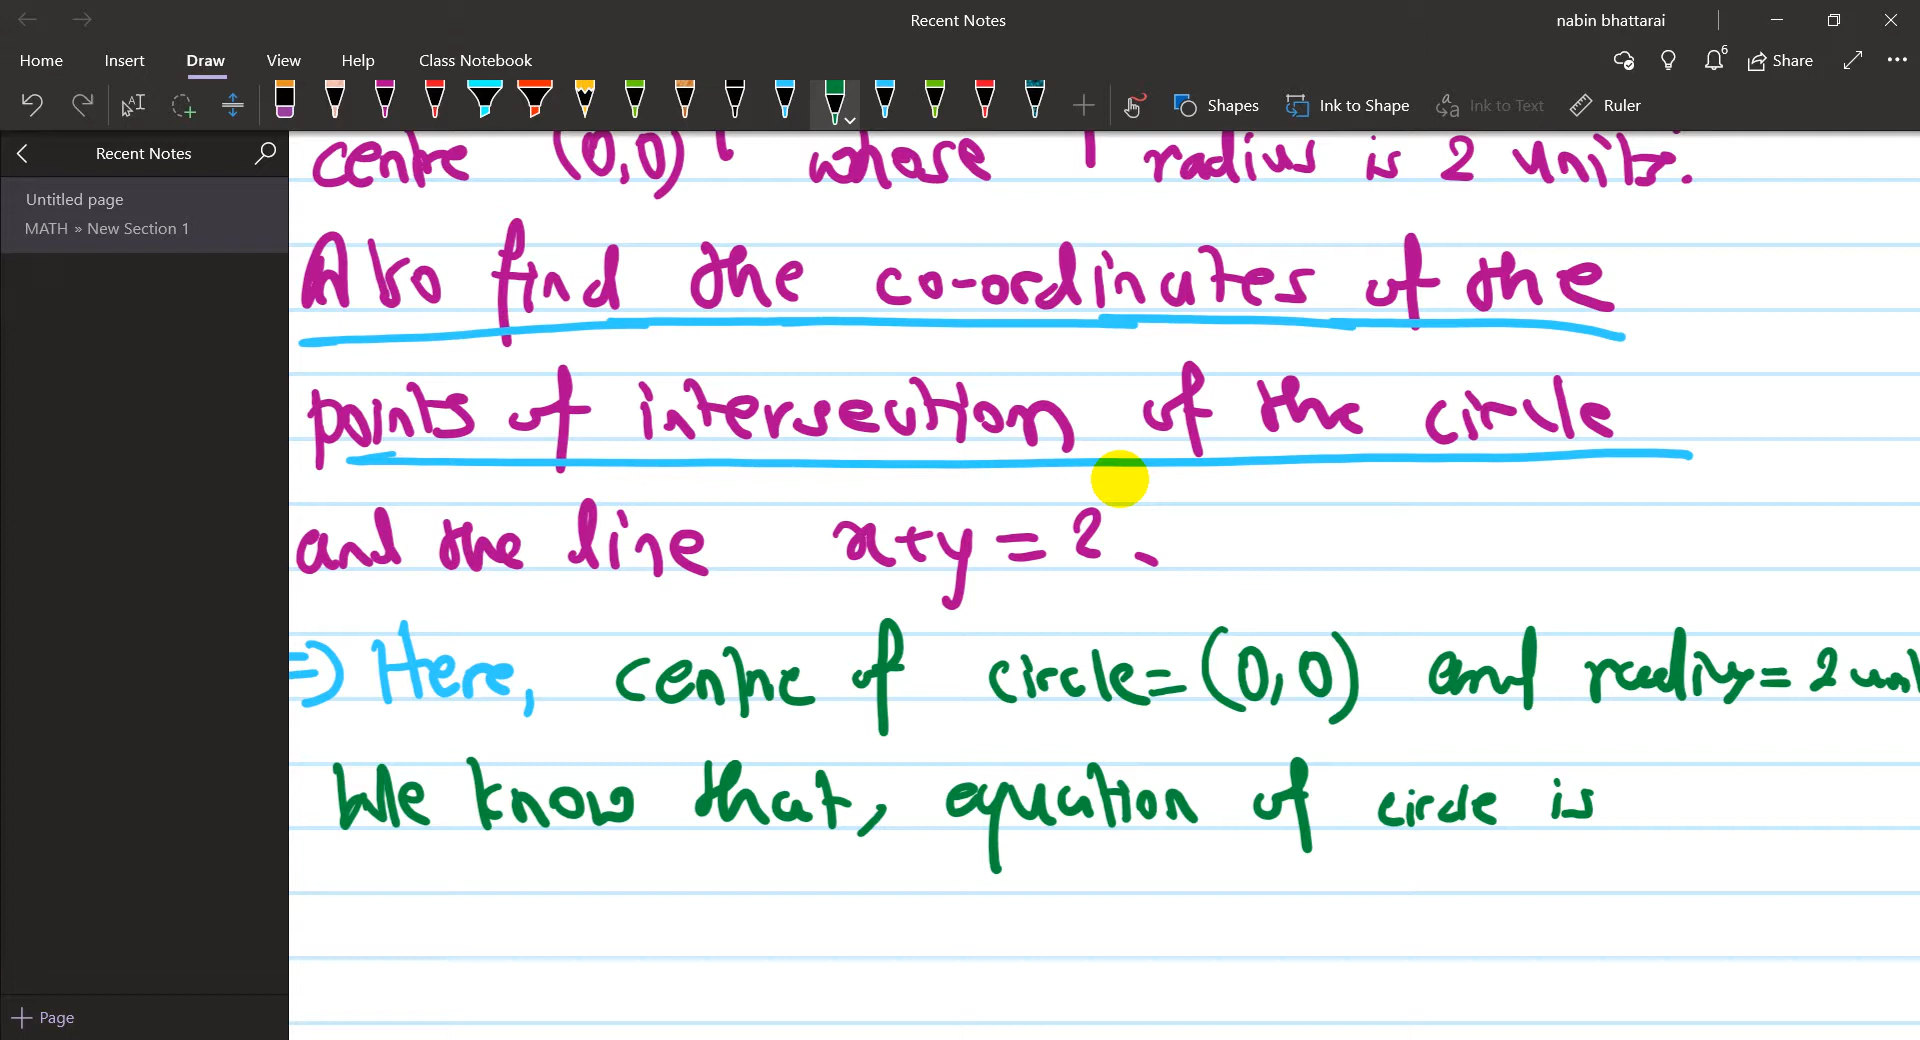 Recent Notes
nabin bhattarai
Home Insert Draw View Help Class Notebook
6
Share
Shapes Ink to Shape Ink to Text Ruler
Recent Notes
Untitled page
MATH » New Section 1
centre (0,0) whose radius is 2 units.
Also find the co-ordinates of the
points of intersection of the circle
and the line x+y=2.
⇒ Here, centre of circle=(0,0) and radius=2 unit
We know that, equation of circle is
+ Page